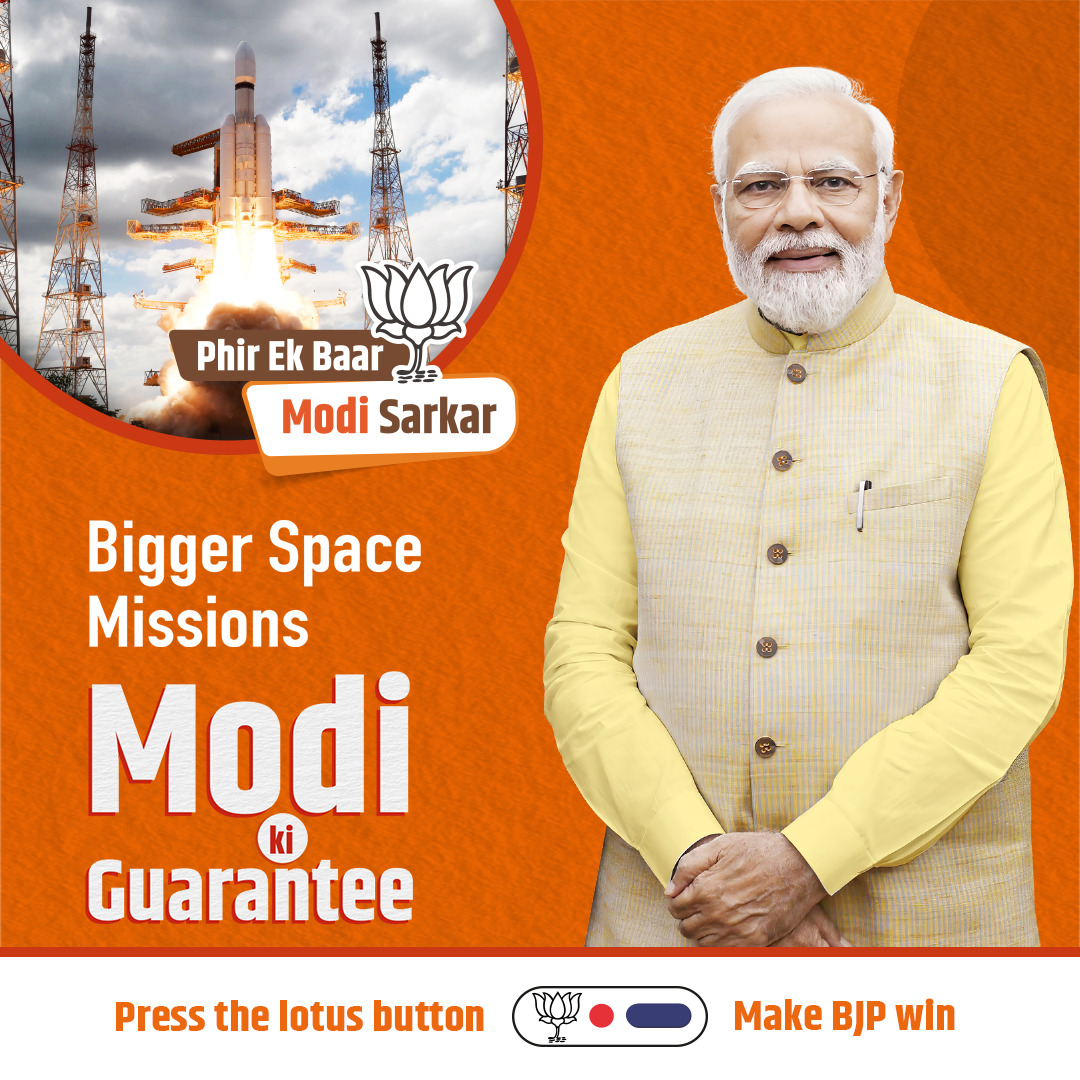 Phir Ek Baar
Modi Sarkar
Bigger Space
Missions
Modi
ki
Guarantee
Press the lotus button
Make BJP win